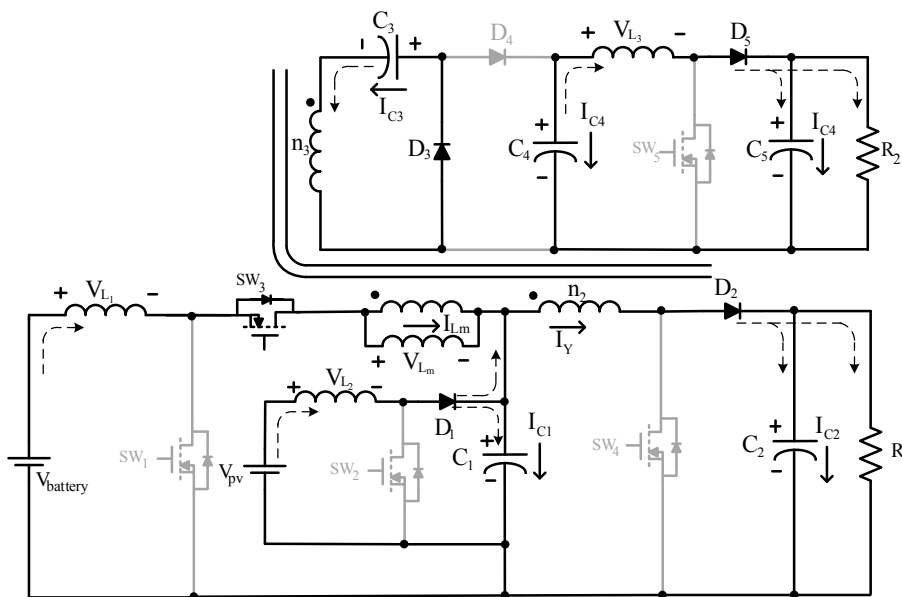 C3
D4
VL3
D5
IC3
n3
D3
C4
IC4
SW5
C5
IC4
R2
VL1
SW3
ILm
VLm
n2
IY
D2
VL2
D1
SW1
Vbattery
Vpv
SW2
C1
IC1
SW4
C2
IC2
R